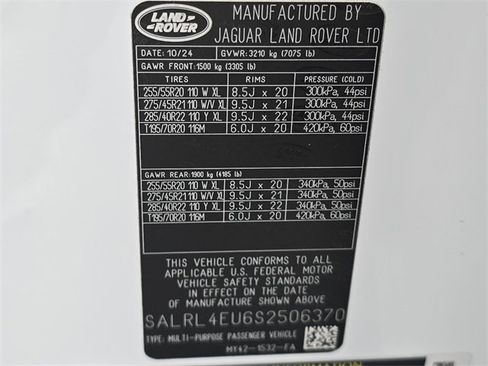 LAND
ROVER
MANUFACTURED BY
JAGUAR LAND ROVER LTD
DATE: 10/24 GVWR: 3210 kg (7075 lb)
GAWR FRONT: 1500 kg (3305 lb)
TIRES RIMS PRESSURE (COLD)
255/55R20 110 W XL 8.5J x 20 300kPa, 44psi
275/45R21 110 W/V XL 9.5J x 21 300kPa, 44psi
285/40R22 110 Y XL 9.5J x 22 300kPa, 44psi
T195/70R20 116M 6.0J x 20 420kPa, 60psi
GAWR REAR: 1900 kg (4185 lb)
255/55R20 110 W XL 8.5J x 20 340kPa, 50psi
275/45R21 110 W/V XL 9.5J x 21 340kPa, 50psi
285/40R22 110 Y XL 9.5J x 22 340kPa, 50psi
T195/70R20 116M 6.0J x 20 420kPa, 60psi
THIS VEHICLE CONFORMS TO ALL
APPLICABLE U.S. FEDERAL MOTOR
VEHICLE SAFETY STANDARDS
IN EFFECT ON THE DATE OF
MANUFACTURE SHOWN ABOVE
SALRL4EU6S2506370
TYPE: MULTI-PURPOSE PASSENGER VEHICLE
MY42-1532-FA